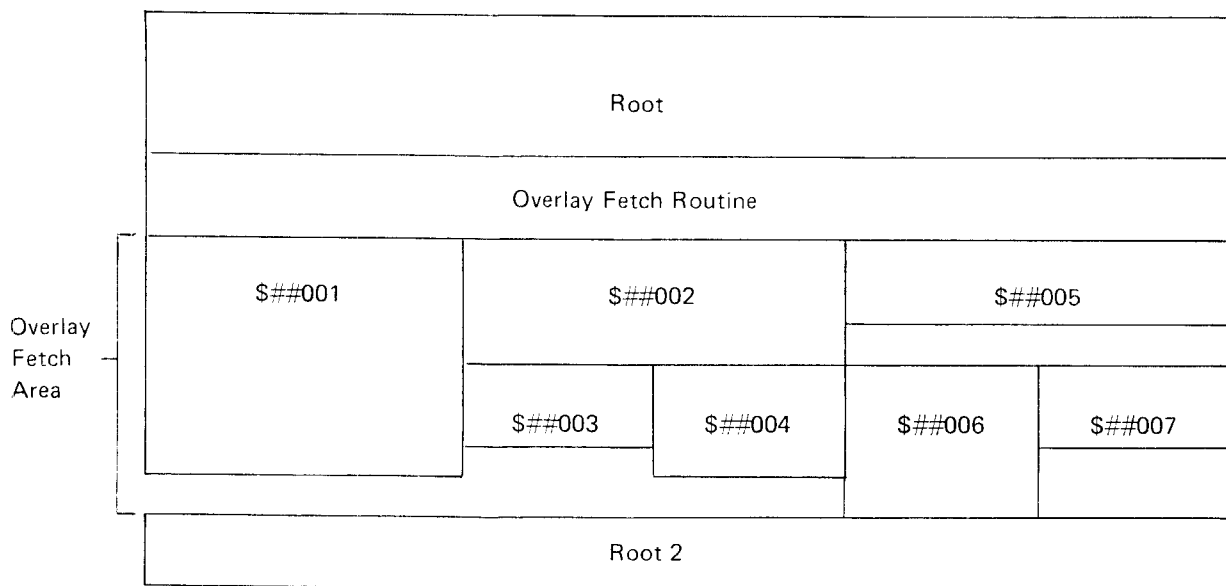 Root
Overlay Fetch Routine
$##001
$##002
$##005
Overlay
Fetch
Area
$##003
$##004
$##006
$##007
Root 2